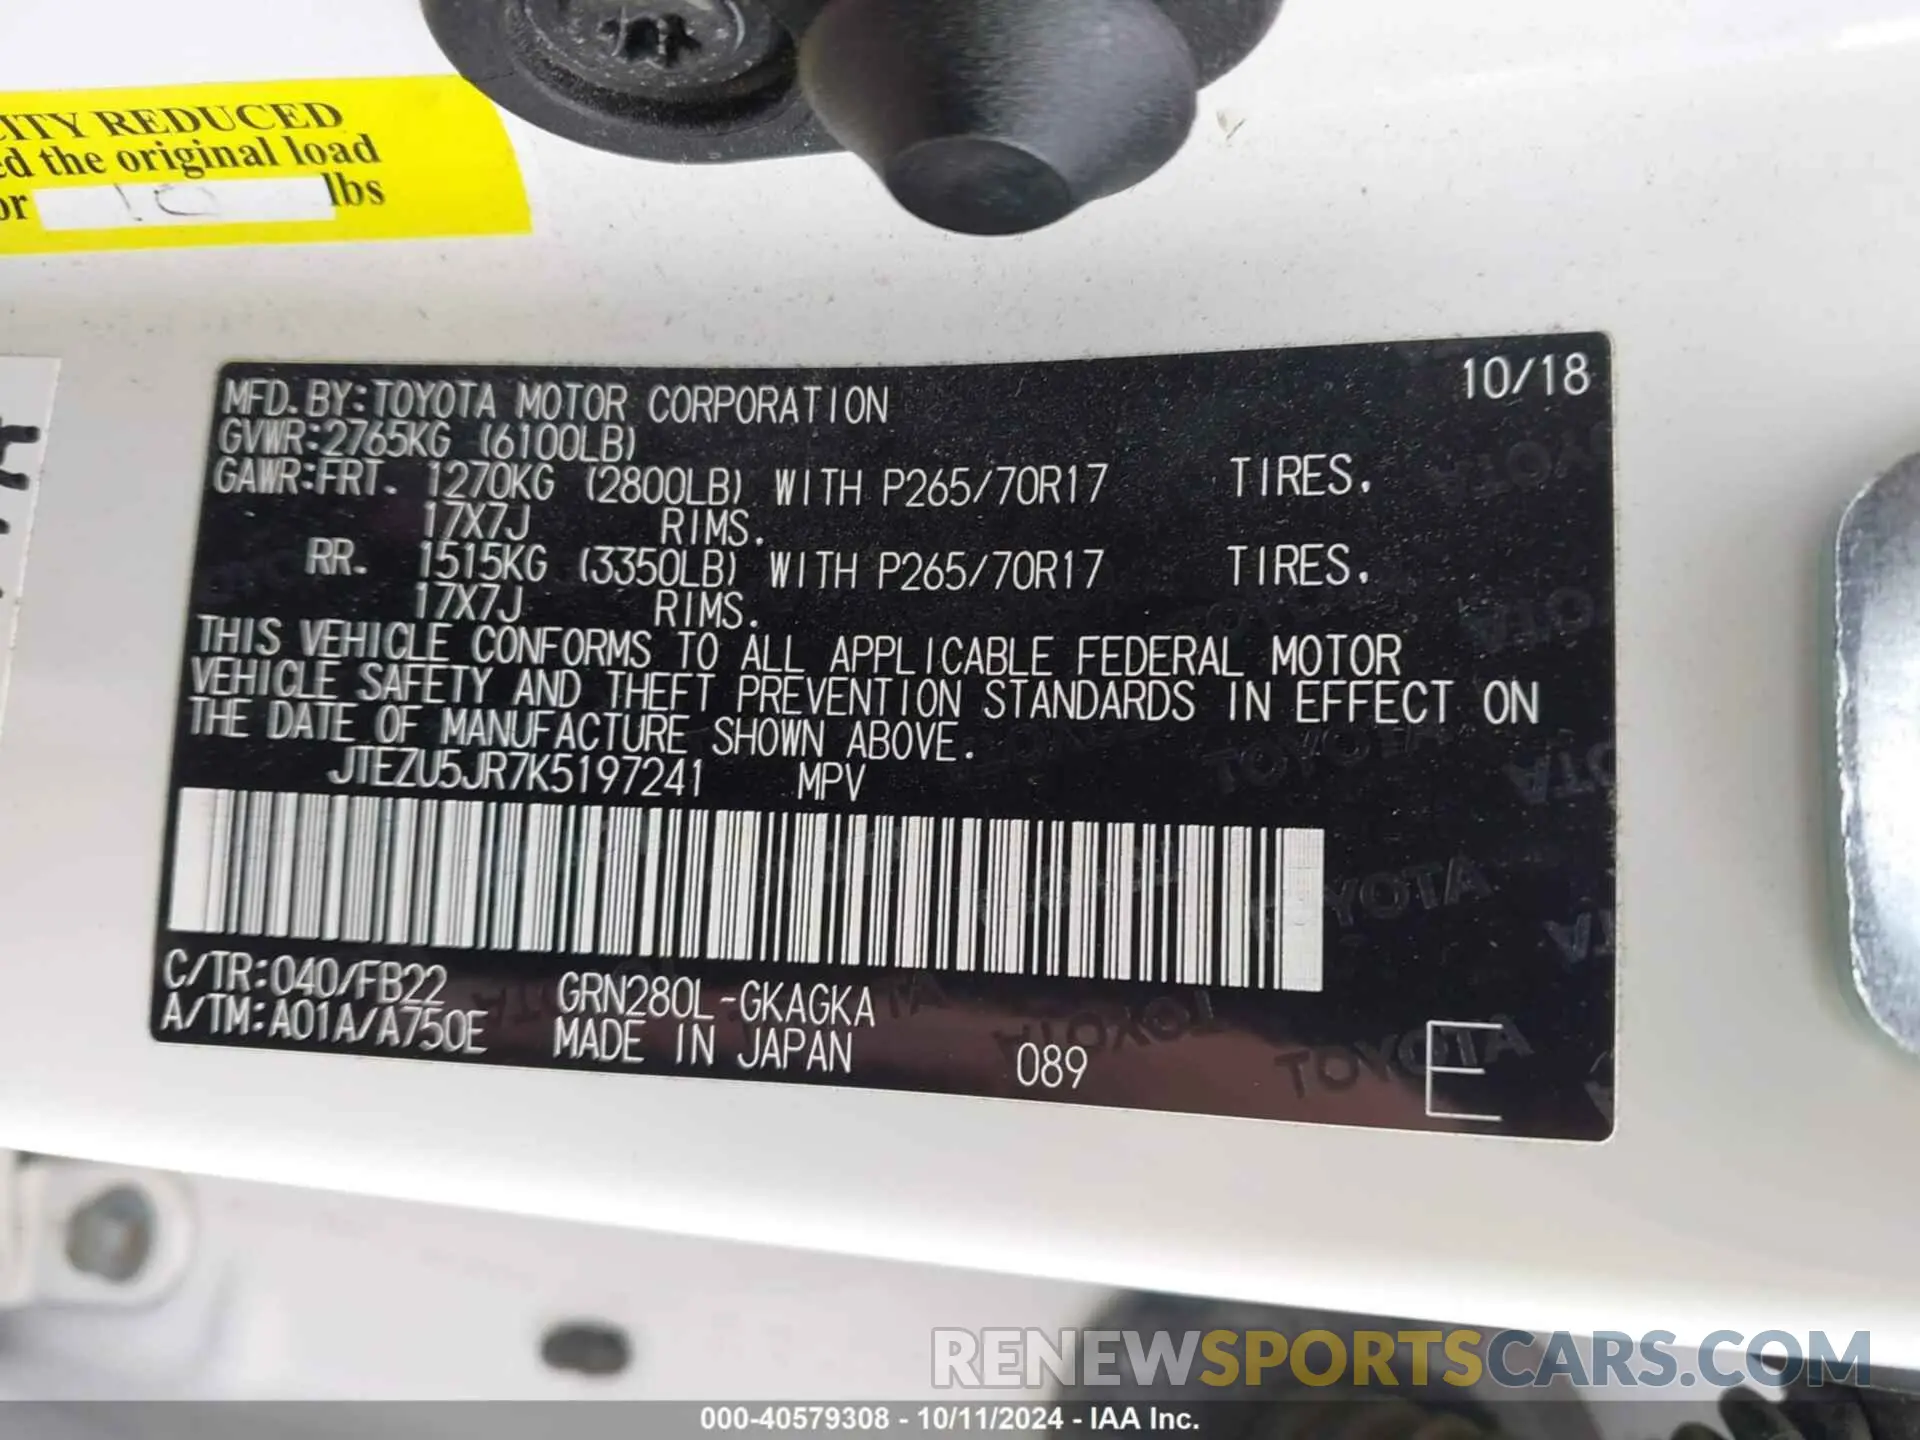 CITY REDUCED
ed the original load
or 10 lbs
MFD. BY: TOYOTA MOTOR CORPORATION 10/18
GVWR: 2765KG (6100LB)
GAWR: FRT. 1270KG (2800LB) WITH P265/70R17 TIRES.
17X7J RIMS.
RR. 1515KG (3350LB) WITH P265/70R17 TIRES.
17X7J RIMS.
THIS VEHICLE CONFORMS TO ALL APPLICABLE FEDERAL MOTOR
VEHICLE SAFETY AND THEFT PREVENTION STANDARDS IN EFFECT ON
THE DATE OF MANUFACTURE SHOWN ABOVE.
JTEZU5JR7K5197241 MPV
C/TR: 040/FB22 GRN280L-GKAGKA
A/TM: A01A/A750E MADE IN JAPAN 089 E
RENEWSPORTSCARS.COM
000-40579308 - 10/11/2024 - IAA Inc.